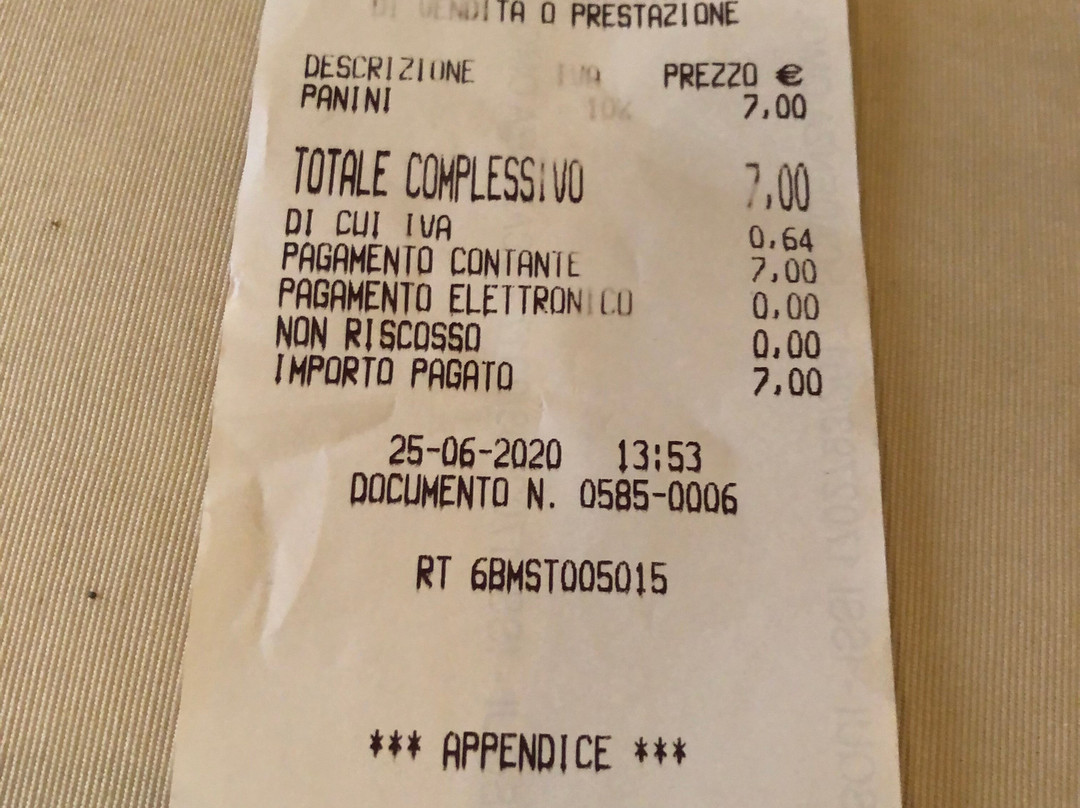 DI VENDITA O PRESTAZIONE
DESCRIZIONE IVA PREZZO €
PANINI 10% 7,00
TOTALE COMPLESSIVO 7,00
DI CUI IVA 0,64
PAGAMENTO CONTANTE 7,00
PAGAMENTO ELETTRONICO 0,00
NON RISCOSSO 0,00
IMPORTO PAGATO 7,00
25-06-2020 13:53
DOCUMENTO N. 0585-0006
RT 6BMST005015
*** APPENDICE ***